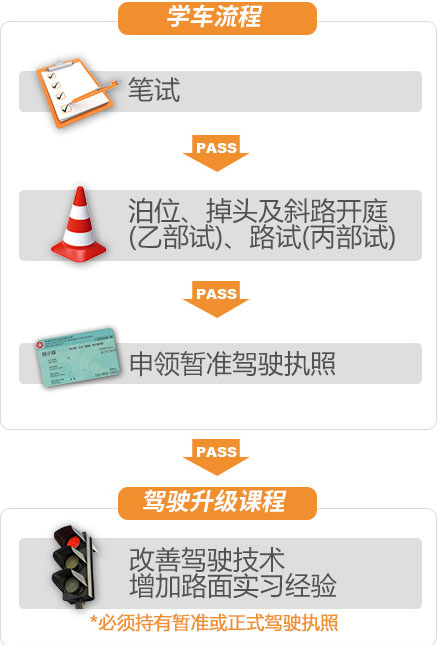 学车流程
笔试
PASS
泊位、掉头及斜路开庭
(乙部试)、路试(丙部试)
PASS
申领暂准驾驶执照
PASS
驾驶升级课程
改善驾驶技术
增加路面实习经验
*必须持有暂准或正式驾驶执照